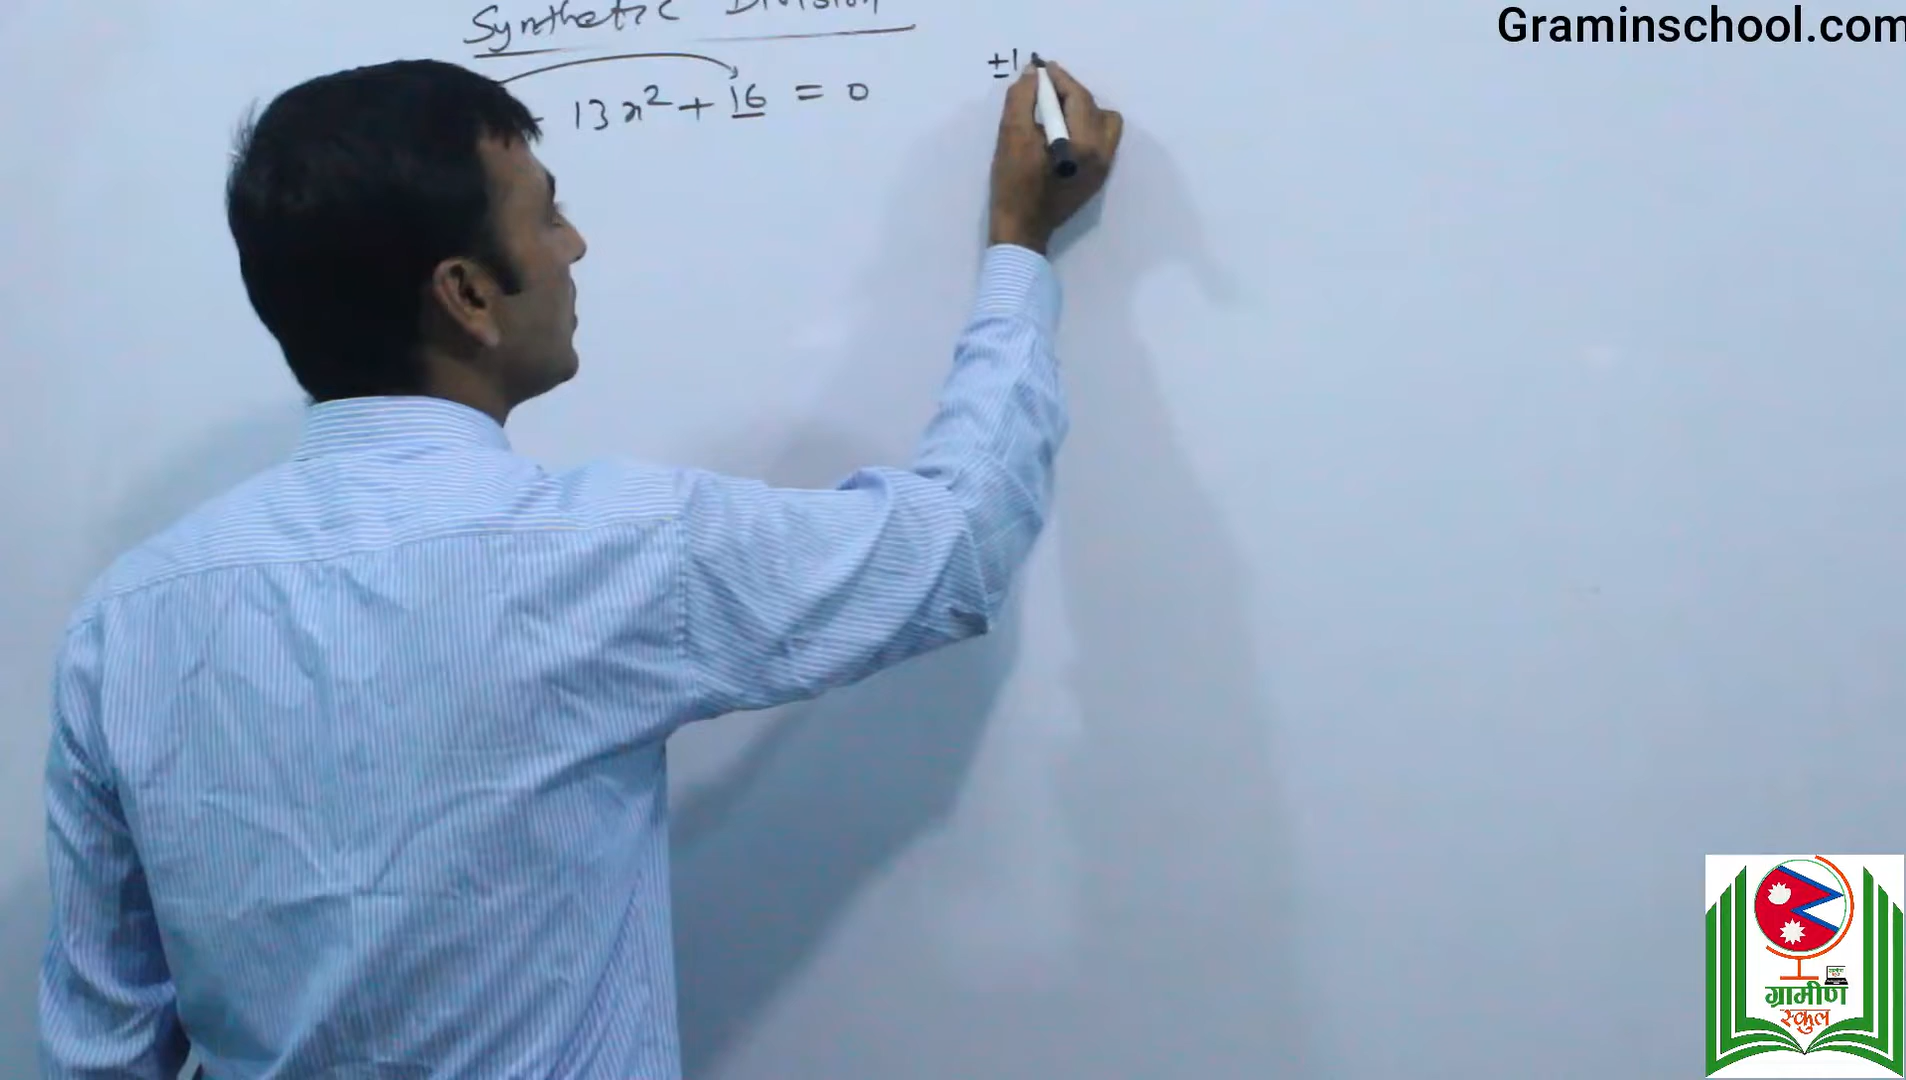 Graminschool.com
Synthetic Division
- 13x² + 16 = 0
±1
ग्रामीण
स्कुल